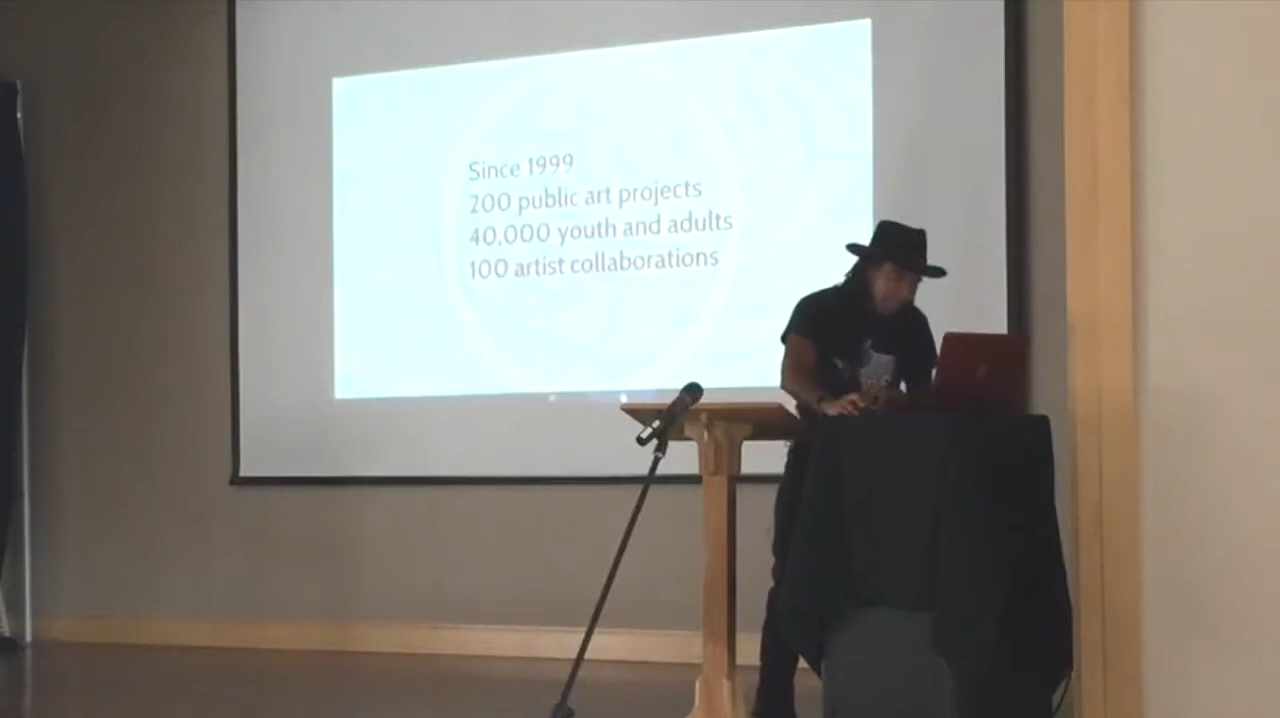 Since 1999
200 public art projects
40,000 youth and adults
100 artist collaborations